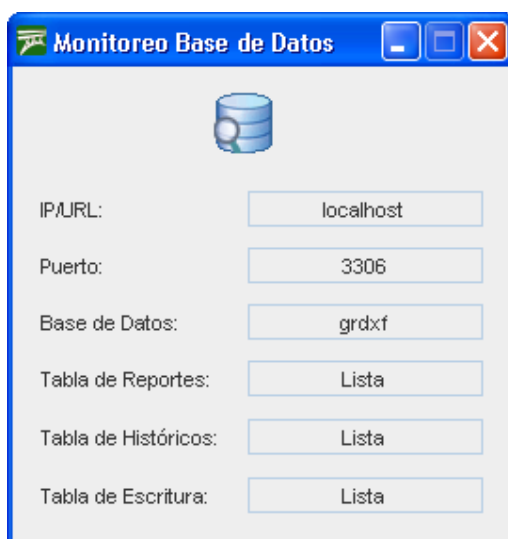 Monitoreo Base de Datos
IP/URL: localhost
Puerto: 3306
Base de Datos: grdxf
Tabla de Reportes: Lista
Tabla de Históricos: Lista
Tabla de Escritura: Lista